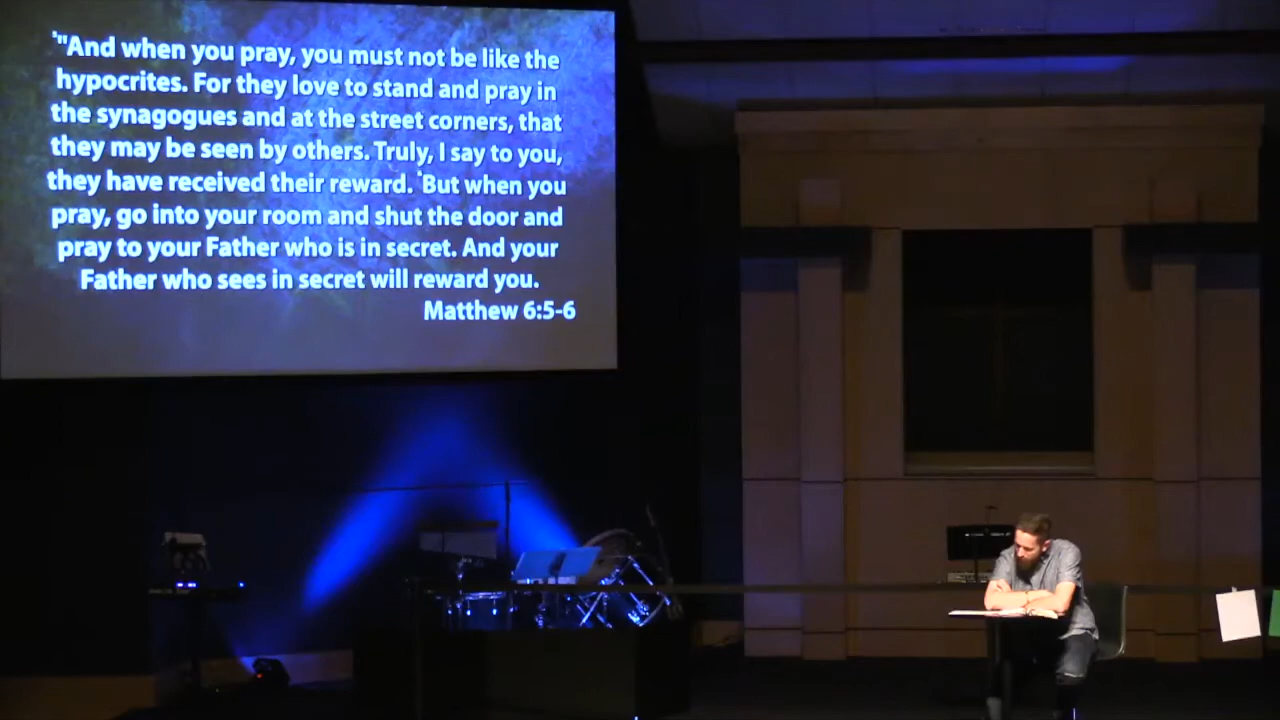 "And when you pray, you must not be like the
hypocrites. For they love to stand and pray in
the synagogues and at the street corners, that
they may be seen by others. Truly, I say to you,
they have received their reward. But when you
pray, go into your room and shut the door and
pray to your Father who is in secret. And your
Father who sees in secret will reward you.
Matthew 6:5-6